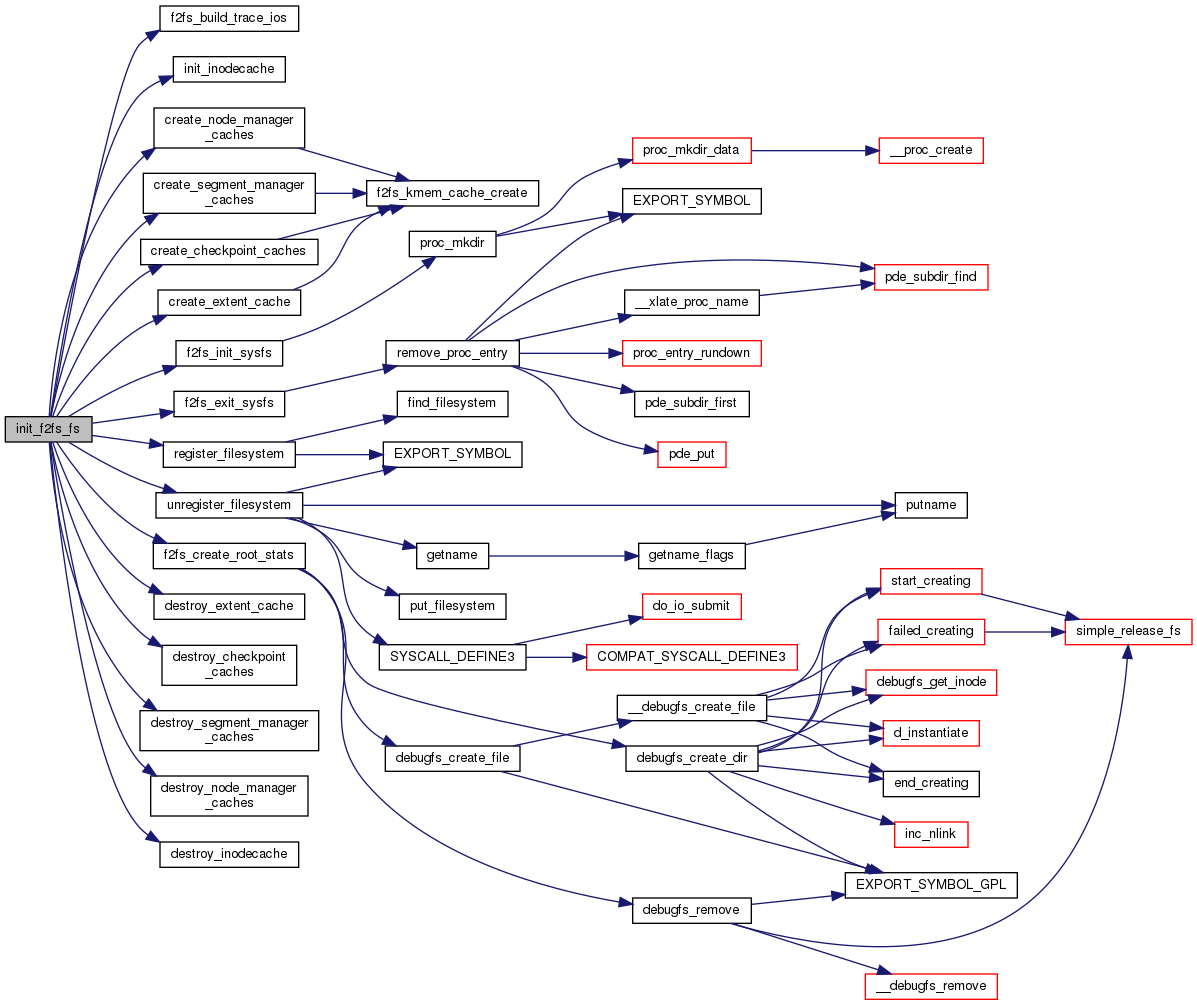 f2fs_build_trace_ios
init_inodecache
create_node_manager
_caches
create_segment_manager
_caches
create_checkpoint_caches
create_extent_cache
f2fs_init_sysfs
f2fs_exit_sysfs
init_f2fs_fs
register_filesystem
unregister_filesystem
f2fs_create_root_stats
destroy_extent_cache
destroy_checkpoint
_caches
destroy_segment_manager
_caches
destroy_node_manager
_caches
destroy_inodecache
f2fs_kmem_cache_create
proc_mkdir
remove_proc_entry
find_filesystem
EXPORT_SYMBOL
getname
put_filesystem
SYSCALL_DEFINE3
debugfs_create_file
proc_mkdir_data
EXPORT_SYMBOL
__xlate_proc_name
proc_entry_rundown
pde_subdir_first
pde_put
getname_flags
do_io_submit
COMPAT_SYSCALL_DEFINE3
__debugfs_create_file
debugfs_create_dir
debugfs_remove
__proc_create
pde_subdir_find
putname
start_creating
failed_creating
debugfs_get_inode
d_instantiate
end_creating
inc_nlink
EXPORT_SYMBOL_GPL
__debugfs_remove
simple_release_fs